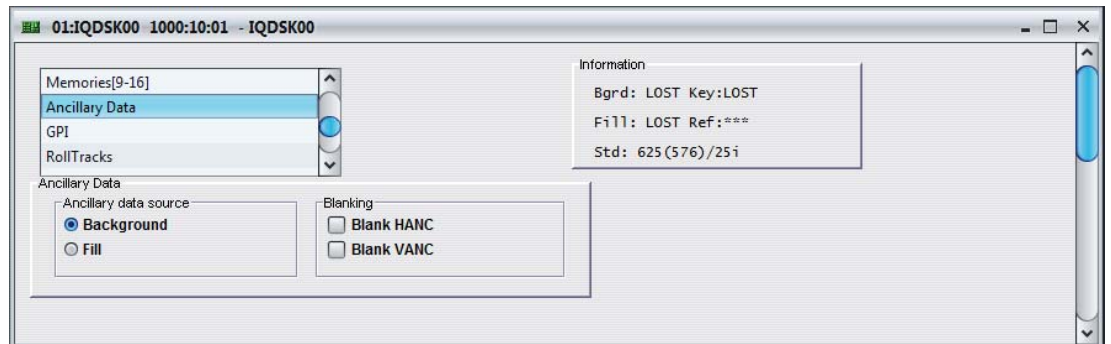 01:IQDSK00 1000:10:01 - IQDSK00
Memories[9-16]
Ancillary Data
GPI
RollTracks
Information
Bgrd: LOST Key:LOST
Fill: LOST Ref:***
Std: 625(576)/25i
Ancillary Data
Ancillary data source
Background
Fill
Blanking
Blank HANC
Blank VANC